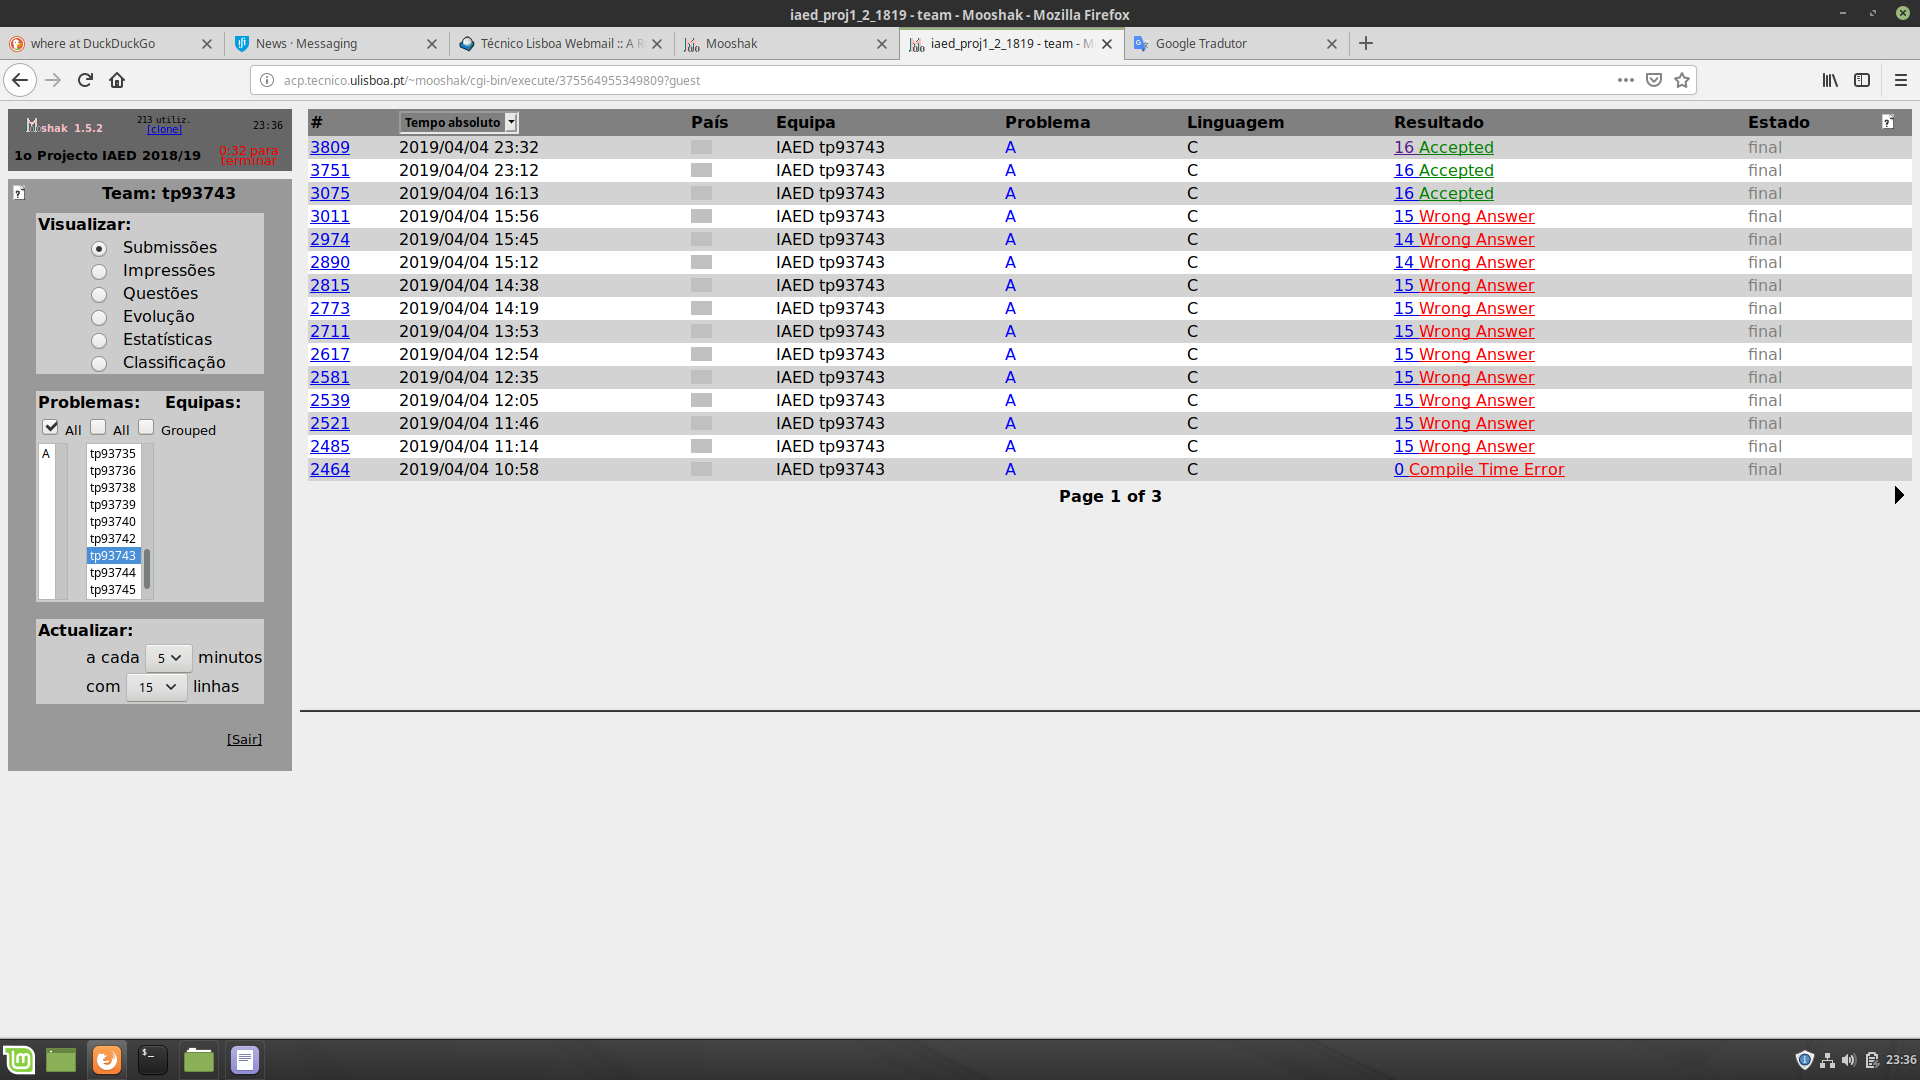 iaed_proj1_2_1819 - team - Mooshak - Mozilla Firefox
where at DuckDuckGo
News · Messaging
Técnico Lisboa Webmail :: A R
Mooshak
iaed_proj1_2_1819 - team - M
Google Tradutor
acp.tecnico.ulisboa.pt/~mooshak/cgi-bin/execute/375564955349809?guest
Mooshak 1.5.2
213 utiliz.
[clone]
23:36
1o Projecto IAED 2018/19
0:32 para
terminar
Team: tp93743
Visualizar:
Submissões
Impressões
Questões
Evolução
Estatísticas
Classificação
Problemas: Equipas:
All All Grouped
A
tp93735
tp93736
tp93738
tp93739
tp93740
tp93742
tp93743
tp93744
tp93745
Actualizar:
a cada 5 minutos
com 15 linhas
[Sair]
# Tempo absoluto País Equipa Problema Linguagem Resultado Estado
3809 2019/04/04 23:32 IAED tp93743 A C 16 Accepted final
3751 2019/04/04 23:12 IAED tp93743 A C 16 Accepted final
3075 2019/04/04 16:13 IAED tp93743 A C 16 Accepted final
3011 2019/04/04 15:56 IAED tp93743 A C 15 Wrong Answer final
2974 2019/04/04 15:45 IAED tp93743 A C 14 Wrong Answer final
2890 2019/04/04 15:12 IAED tp93743 A C 14 Wrong Answer final
2815 2019/04/04 14:38 IAED tp93743 A C 15 Wrong Answer final
2773 2019/04/04 14:19 IAED tp93743 A C 15 Wrong Answer final
2711 2019/04/04 13:53 IAED tp93743 A C 15 Wrong Answer final
2617 2019/04/04 12:54 IAED tp93743 A C 15 Wrong Answer final
2581 2019/04/04 12:35 IAED tp93743 A C 15 Wrong Answer final
2539 2019/04/04 12:05 IAED tp93743 A C 15 Wrong Answer final
2521 2019/04/04 11:46 IAED tp93743 A C 15 Wrong Answer final
2485 2019/04/04 11:14 IAED tp93743 A C 15 Wrong Answer final
2464 2019/04/04 10:58 IAED tp93743 A C 0 Compile Time Error final
Page 1 of 3
23:36